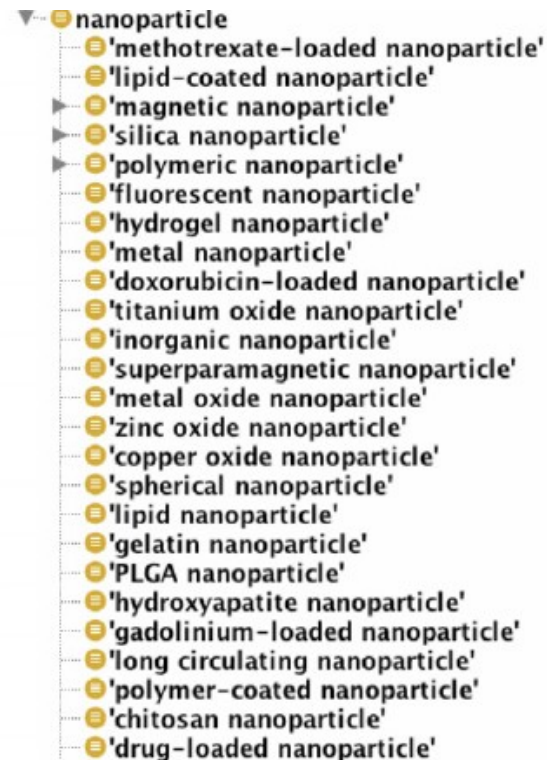 nanoparticle
'methotrexate-loaded nanoparticle'
'lipid-coated nanoparticle'
'magnetic nanoparticle'
'silica nanoparticle'
'polymeric nanoparticle'
'fluorescent nanoparticle'
'hydrogel nanoparticle'
'metal nanoparticle'
'doxorubicin-loaded nanoparticle'
'titanium oxide nanoparticle'
'inorganic nanoparticle'
'superparamagnetic nanoparticle'
'metal oxide nanoparticle'
'zinc oxide nanoparticle'
'copper oxide nanoparticle'
'spherical nanoparticle'
'lipid nanoparticle'
'gelatin nanoparticle'
'PLGA nanoparticle'
'hydroxyapatite nanoparticle'
'gadolinium-loaded nanoparticle'
'long circulating nanoparticle'
'polymer-coated nanoparticle'
'chitosan nanoparticle'
'drug-loaded nanoparticle'